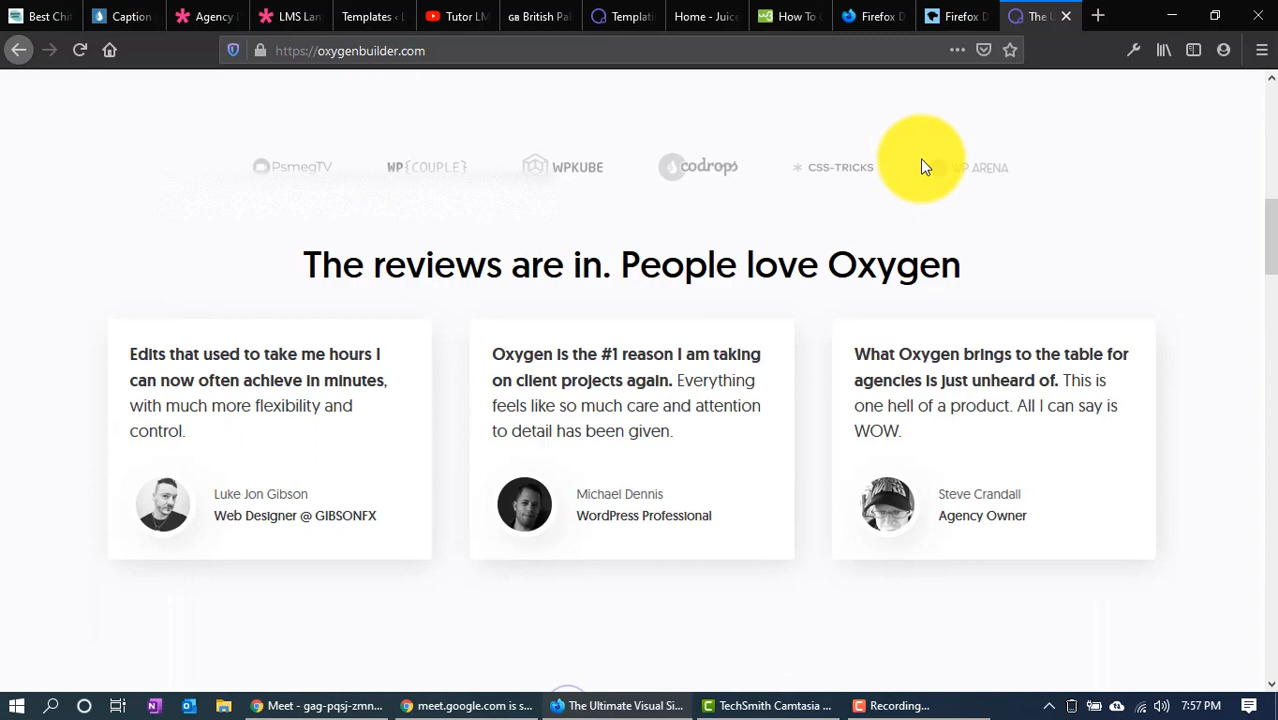 Best Chi
Caption
Agency
LMS Lan
Templates ‹ L
Tutor LM
GB British Pal
Templatin
Home - Juice
How To
Firefox D
Firefox D
The U
https://oxygenbuilder.com
PsmegTV
WP{COUPLE}
WPKUBE
codrops
* CSS-TRICKS
WP ARENA
The reviews are in. People love Oxygen
Edits that used to take me hours I
can now often achieve in minutes,
with much more flexibility and
control.
Luke Jon Gibson
Web Designer @ GIBSONFX
Oxygen is the #1 reason I am taking
on client projects again. Everything
feels like so much care and attention
to detail has been given.
Michael Dennis
WordPress Professional
What Oxygen brings to the table for
agencies is just unheard of. This is
one hell of a product. All I can say is
WOW.
Steve Crandall
Agency Owner
Meet - gag-pqsj-zmn...
meet.google.com is s...
The Ultimate Visual Si...
TechSmith Camtasia ...
Recording...
7:57 PM